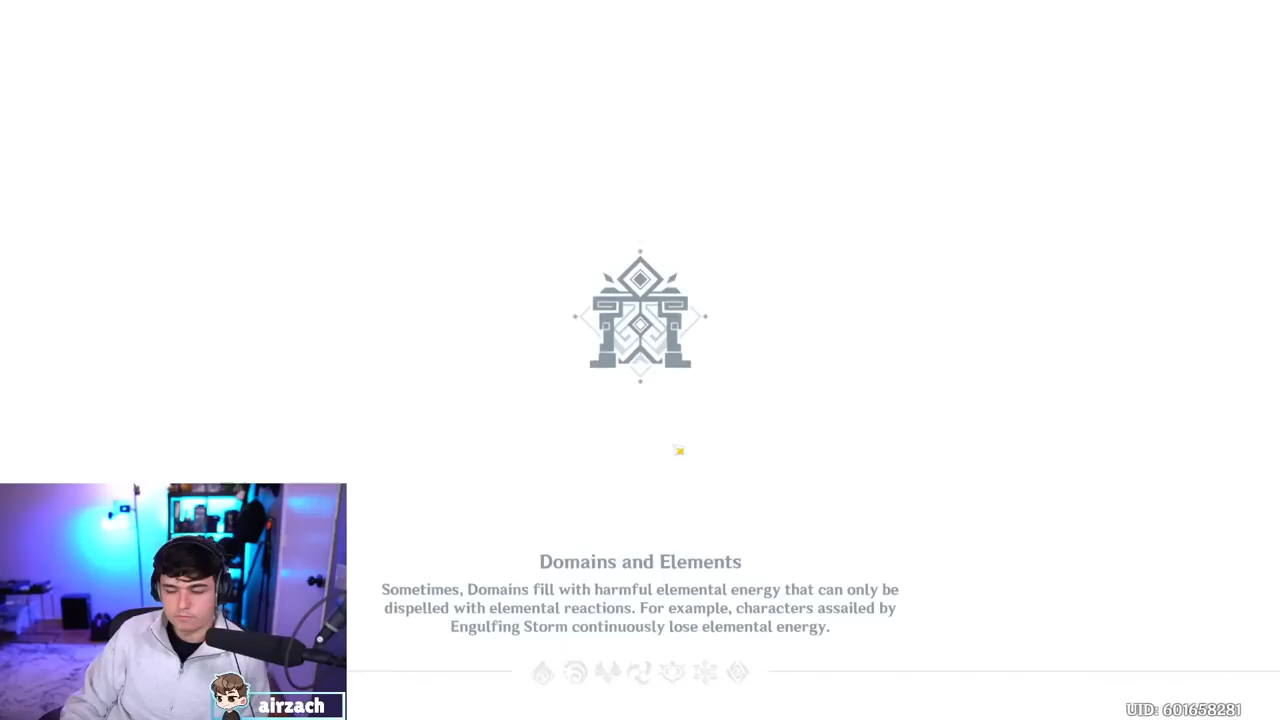 Domains and Elements
Sometimes, Domains fill with harmful elemental energy that can only be
dispelled with elemental reactions. For example, characters assailed by
Engulfing Storm continuously lose elemental energy.
airzach
UID: 601658281